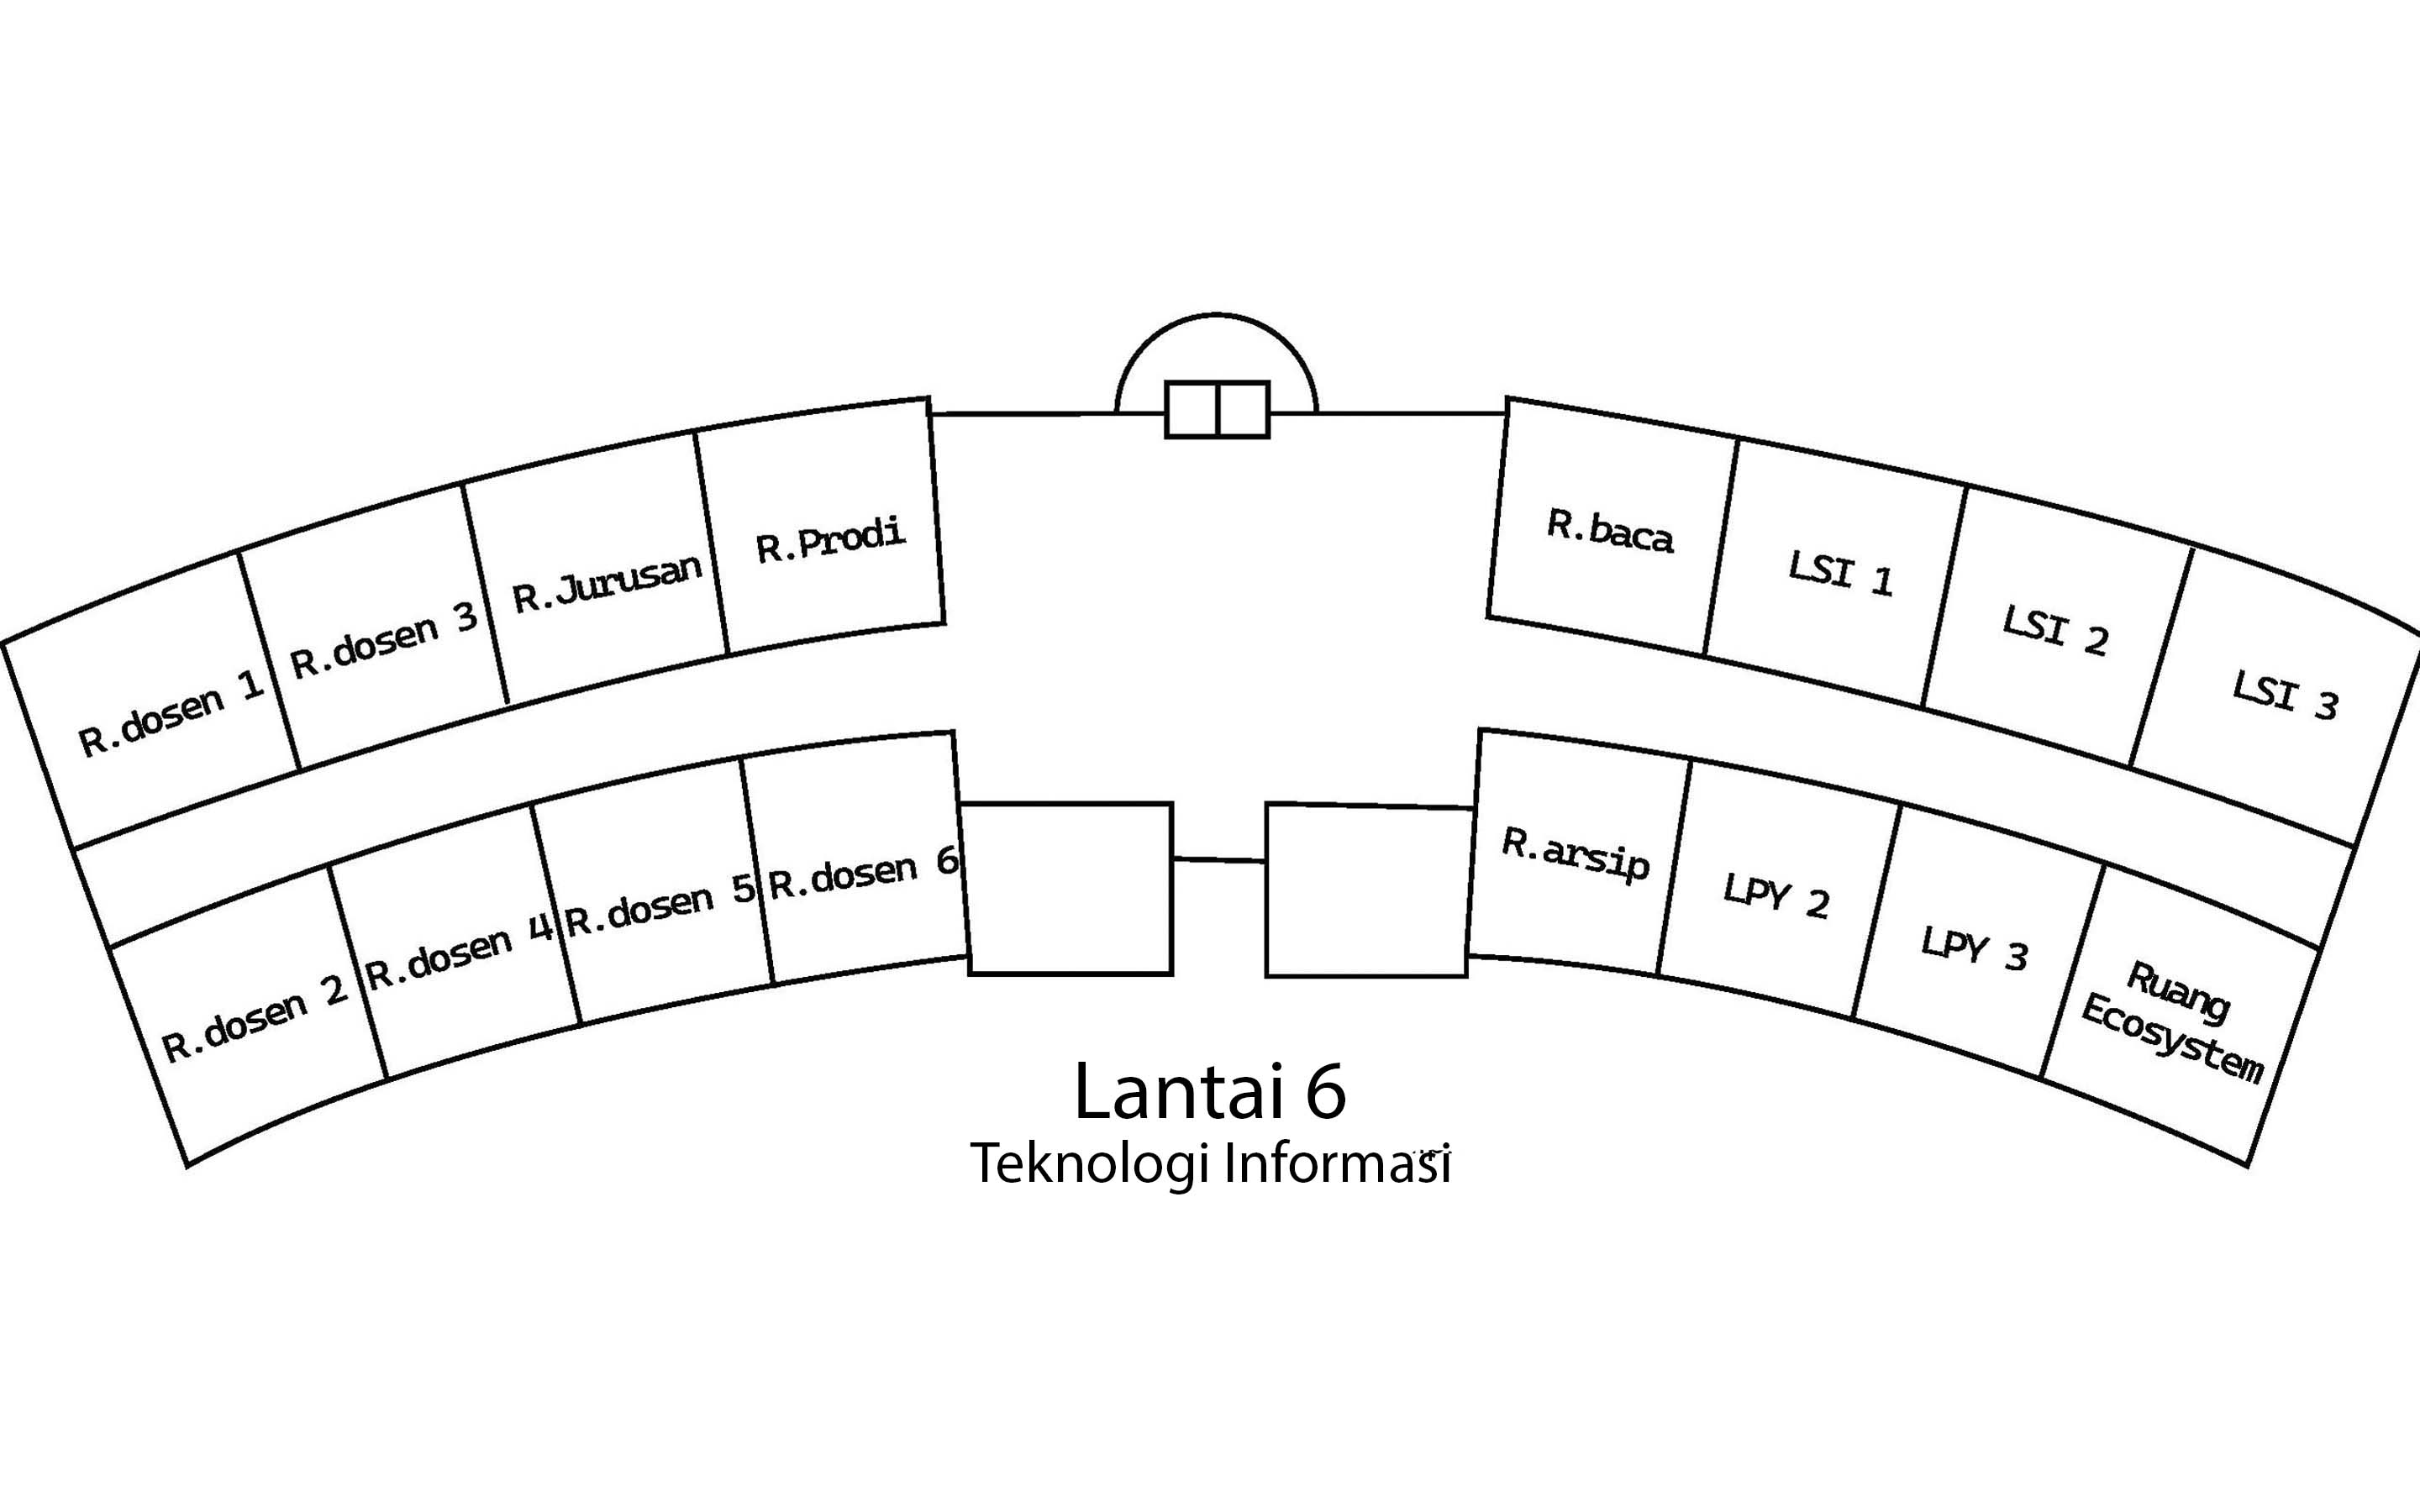 R.dosen 1
R.dosen 3
R.Jurusan
R.Prodi
R.baca
LSI 1
LSI 2
LSI 3
R.dosen 2
R.dosen 4
R.dosen 5
R.dosen 6
R.arsip
LPY 2
LPY 3
Ruang
Ecosystem
Lantai 6
Teknologi Informasi